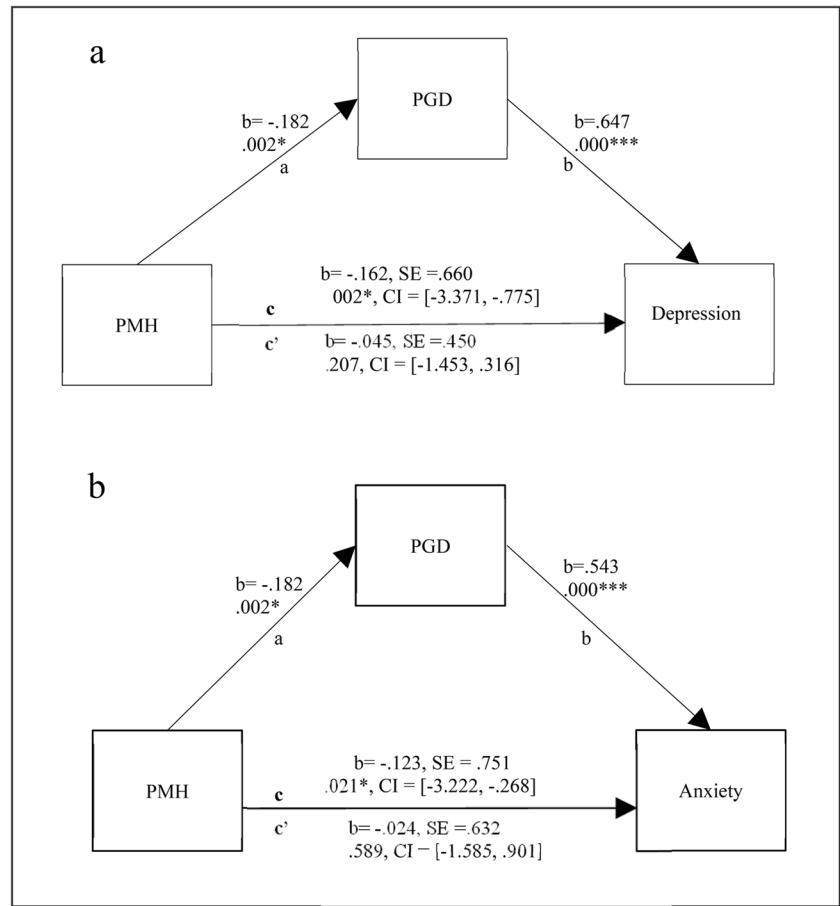 a
PGD
b= -.182
.002*
a
b=.647
.000***
b
PMH
b= -.162, SE =.660
002*, CI = [-3.371, -.775]
c
c’
b= -.045, SE =.450
.207, CI = [-1.453, .316]
Depression
b
PGD
b= -.182
.002*
a
b=.543
.000***
b
PMH
b= -.123, SE = .751
.021*, CI = [-3.222, -.268]
c
c’
b= -.024, SE =.632
.589, CI = [-1.585, .901]
Anxiety